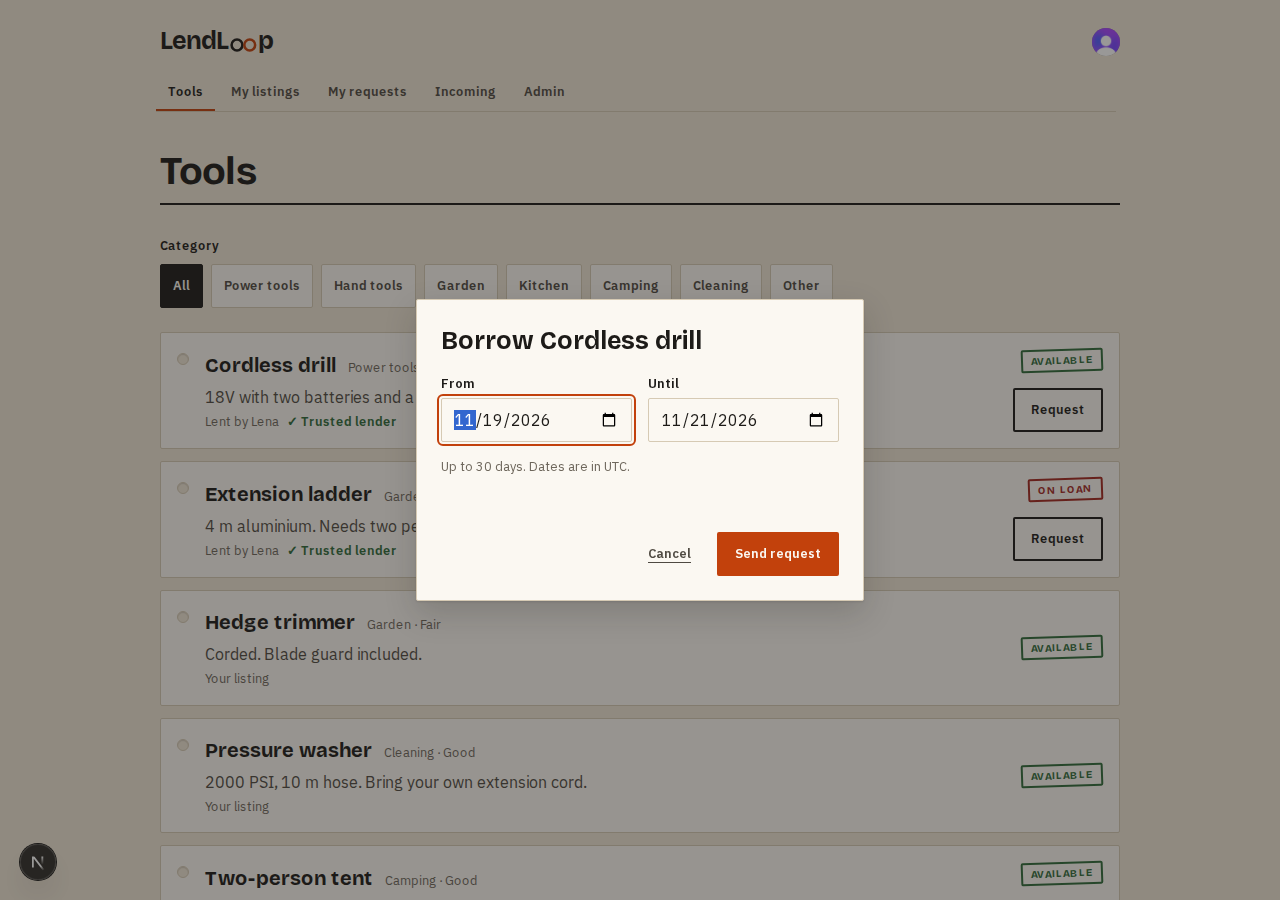 LendLoop
Tools My listings My requests Incoming Admin
Tools
Category
All Power tools Hand tools Garden Kitchen Camping Cleaning Other
Borrow Cordless drill
From Until
11/19/2026 11/21/2026
Up to 30 days. Dates are in UTC.
Cancel Send request
Cordless drill Power tools
AVAILABLE
18V with two batteries and a
Lent by Lena ✓ Trusted lender
Request
Extension ladder
ON LOAN
4 m aluminium. Needs two
Lent by Lena ✓ Trusted lender
Request
Hedge trimmer Garden · Fair
Corded. Blade guard included.
Your listing
AVAILABLE
Pressure washer Cleaning · Good
2000 PSI, 10 m hose. Bring your own extension cord.
Your listing
AVAILABLE
Two-person tent Camping · Good
AVAILABLE
N